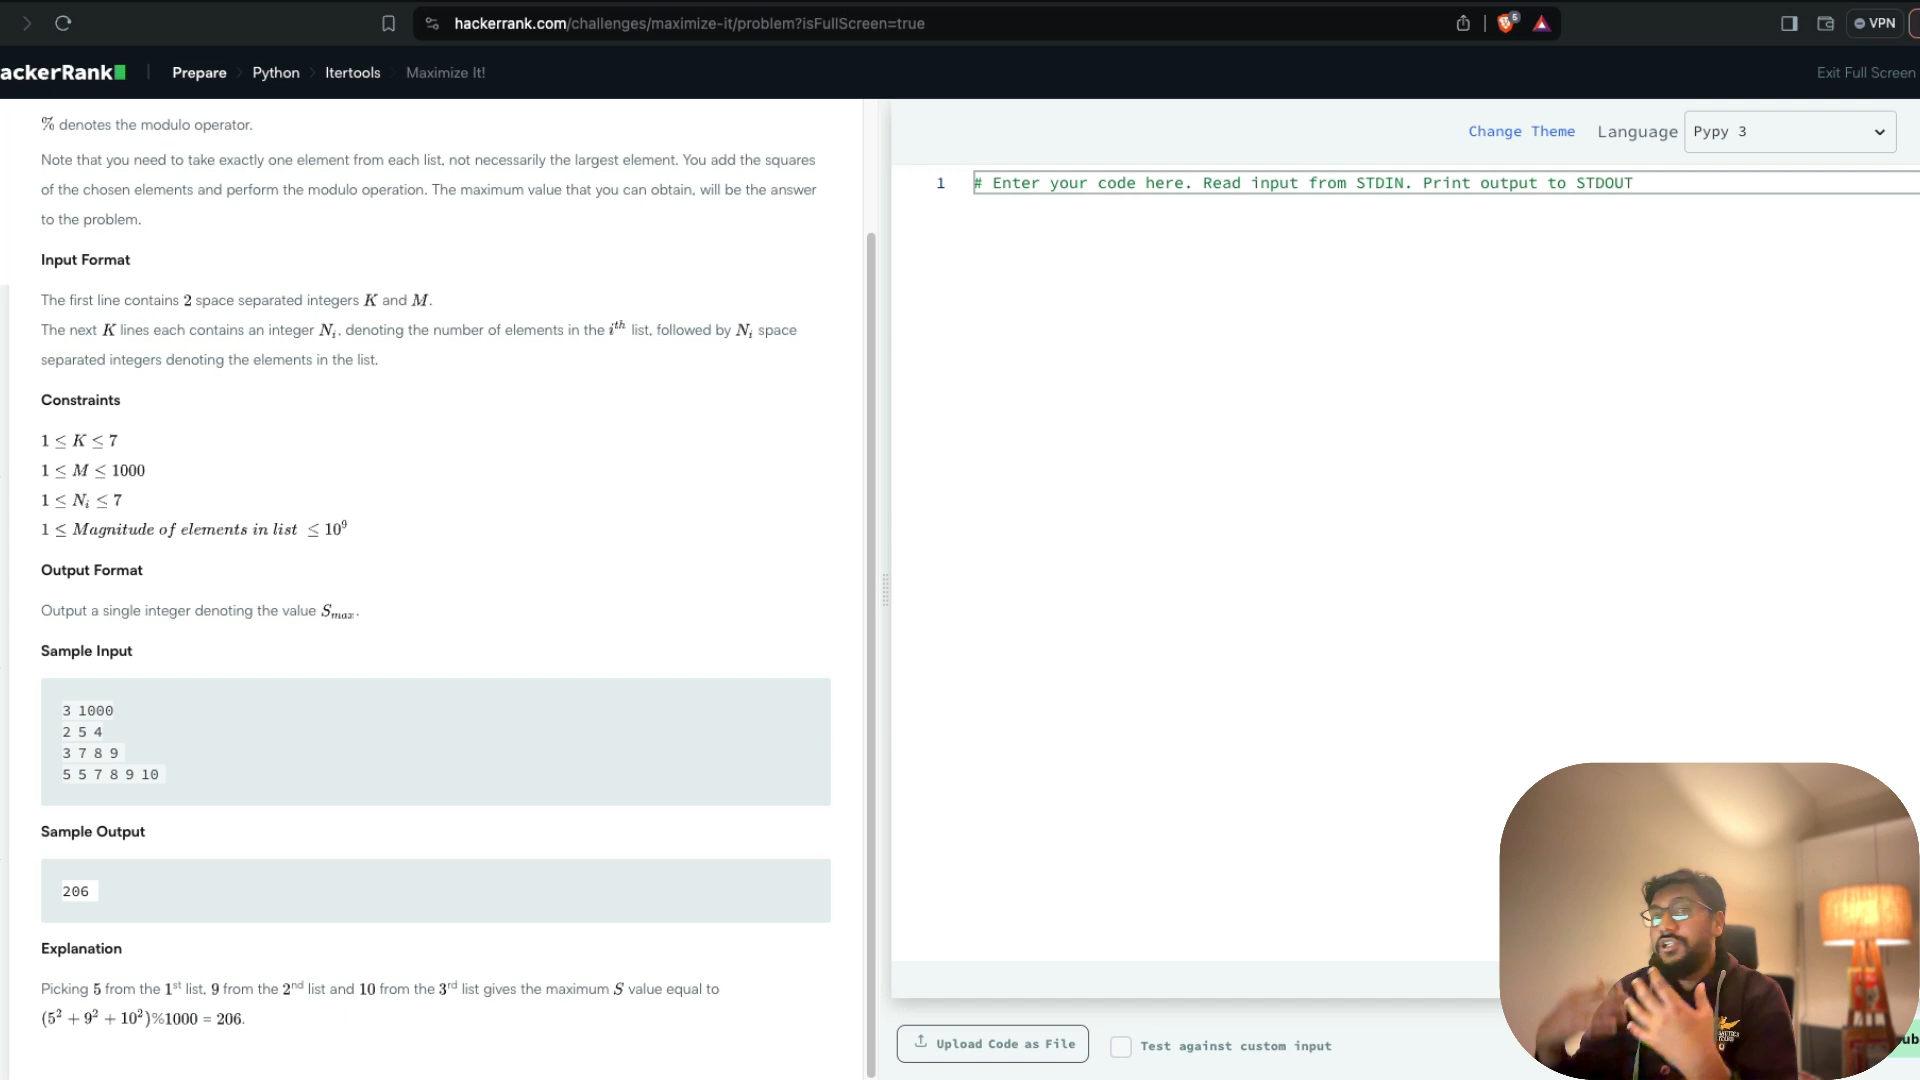 hackerrank.com/challenges/maximize-it/problem?isFullScreen=true
5
VPN
ackerRank
Prepare
Python
Itertools
Maximize It!
Exit Full Screen
% denotes the modulo operator.
Note that you need to take exactly one element from each list, not necessarily the largest element. You add the squares
of the chosen elements and perform the modulo operation. The maximum value that you can obtain, will be the answer
to the problem.
Input Format
The first line contains 2 space separated integers K and M.
The next K lines each contains an integer Nᵢ, denoting the number of elements in the iᵗʰ list, followed by Nᵢ space
separated integers denoting the elements in the list.
Constraints
1 ≤ K ≤ 7
1 ≤ M ≤ 1000
1 ≤ Nᵢ ≤ 7
1 ≤ Magnitude of elements in list ≤ 10⁹
Output Format
Output a single integer denoting the value Sₘₐₓ.
Sample Input
3 1000
2 5 4
3 7 8 9
5 5 7 8 9 10
Sample Output
206
Explanation
Picking 5 from the 1ˢᵗ list, 9 from the 2ⁿᵈ list and 10 from the 3ʳᵈ list gives the maximum S value equal to
(5² + 9² + 10²)%1000 = 206.
Change Theme
Language
Pypy 3
1
# Enter your code here. Read input from STDIN. Print output to STDOUT
Upload Code as File
Test against custom input
ub